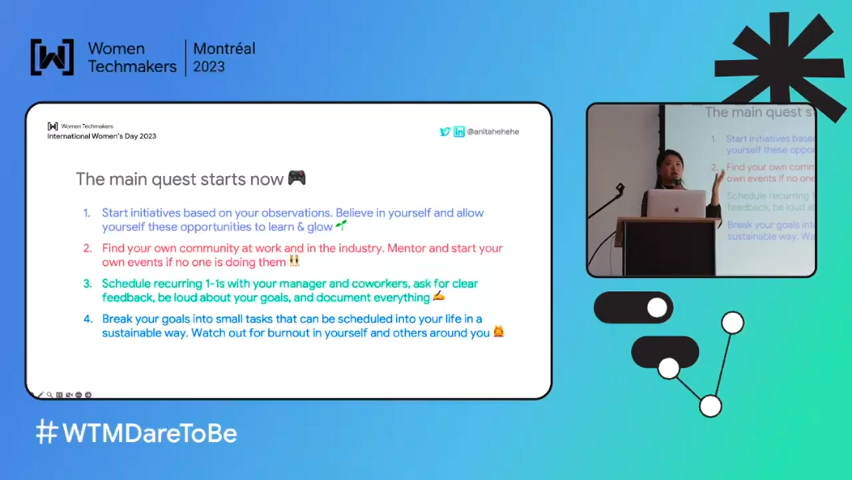 Women
Techmakers
Montréal
2023
Women Techmakers
International Women's Day 2023
@anitahehehe
The main quest starts now 🎮
1. Start initiatives based on your observations. Believe in yourself and allow
yourself these opportunities to learn & glow 🌱
2. Find your own community at work and in the industry. Mentor and start your
own events if no one is doing them 👯
3. Schedule recurring 1-1s with your manager and coworkers, ask for clear
feedback, be loud about your goals, and document everything ✍️
4. Break your goals into small tasks that can be scheduled into your life in a
sustainable way. Watch out for burnout in yourself and others around you
The main quest s
1. Start initiatives based
yourself these oppor
2. Find your own comm
own events if no one
Schedule recurring 1-
feedback, be loud abo
Break your goals into
sustainable way. Wa
#WTMDareToBe